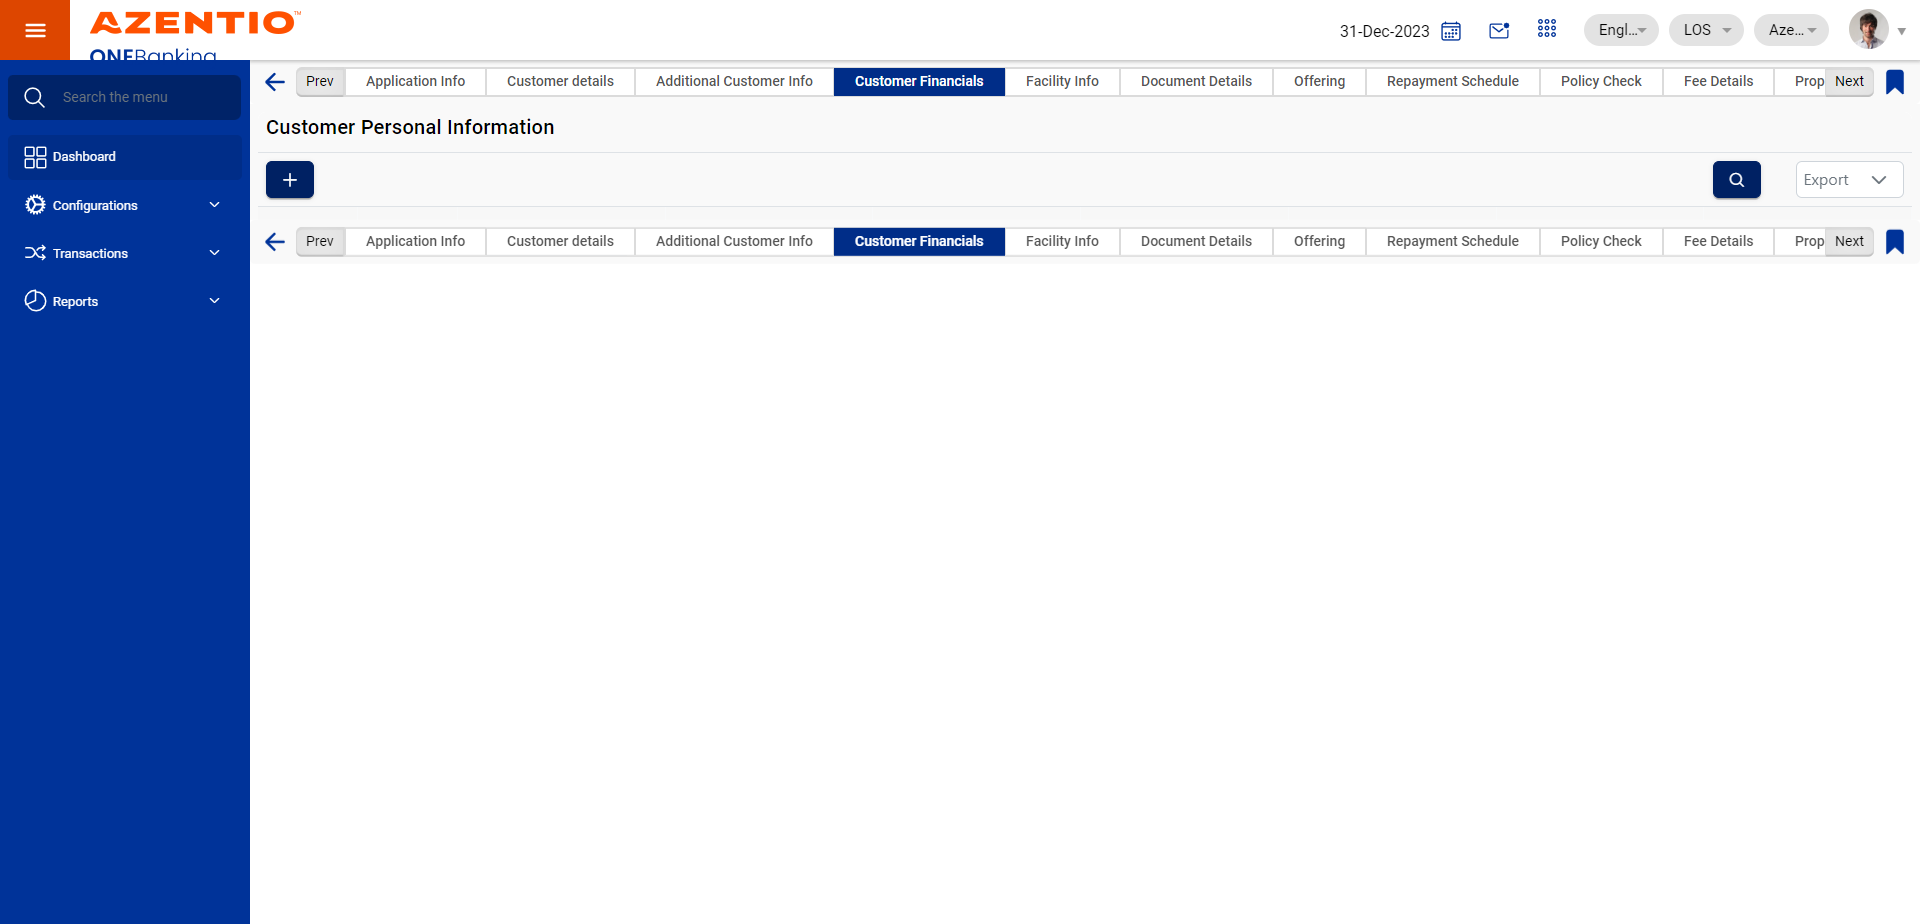 AZENTIO™
ONEBanking
31-Dec-2023
Engl...
LOS
Aze...
Search the menu
Dashboard
Configurations
Transactions
Reports
Prev Application Info Customer details Additional Customer Info Customer Financials Facility Info Document Details Offering Repayment Schedule Policy Check Fee Details Prop Next
Customer Personal Information
+
Export
Prev Application Info Customer details Additional Customer Info Customer Financials Facility Info Document Details Offering Repayment Schedule Policy Check Fee Details Prop Next